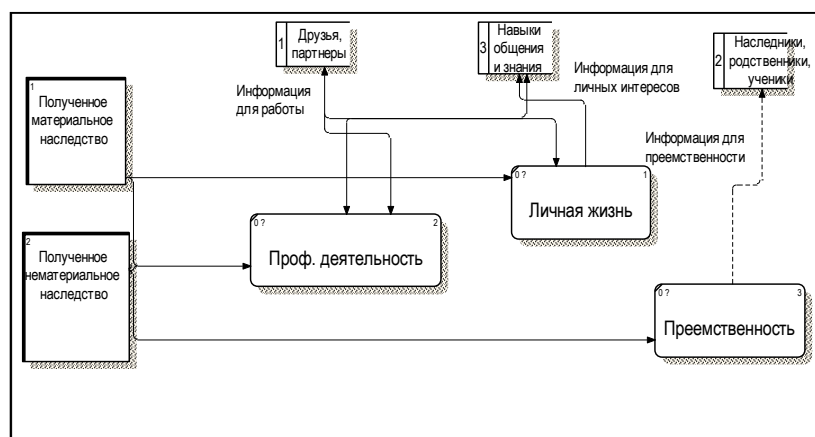 1
Друзья,
партнеры
3
Навыки
общения
и знания
2
Наследники,
родственники,
ученики
Информация
для работы
Информация для
личных интересов
Информация для
преемственности
1
Полученное
материальное
наследство
0 ?
1
Личная жизнь
2
Полученное
нематериальное
наследство
0 ?
2
Проф. деятельность
0 ?
3
Преемственность